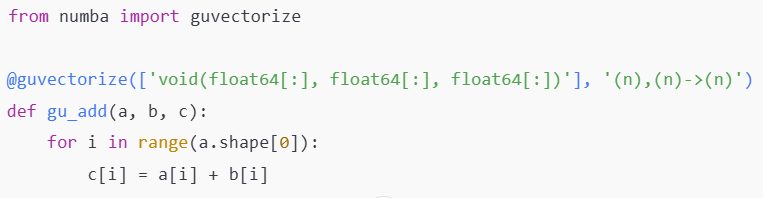 from numba import guvectorize
@guvectorize(['void(float64[:], float64[:], float64[:])'], '(n),(n)->(n)')
def gu_add(a, b, c):
    for i in range(a.shape[0]):
        c[i] = a[i] + b[i]